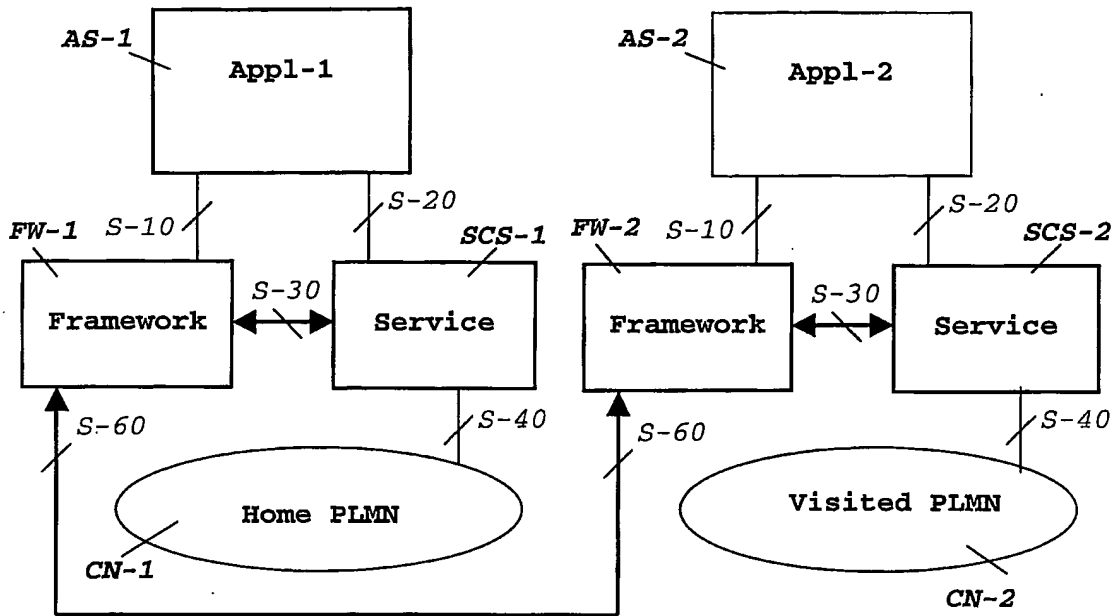 AS-1
Appl-1
AS-2
Appl-2
S-10
S-20
S-10
S-20
FW-1
SCS-1
FW-2
SCS-2
Framework
S-30
Service
Framework
S-30
Service
S-60
S-40
S-60
S-40
Home PLMN
Visited PLMN
CN-1
CN-2